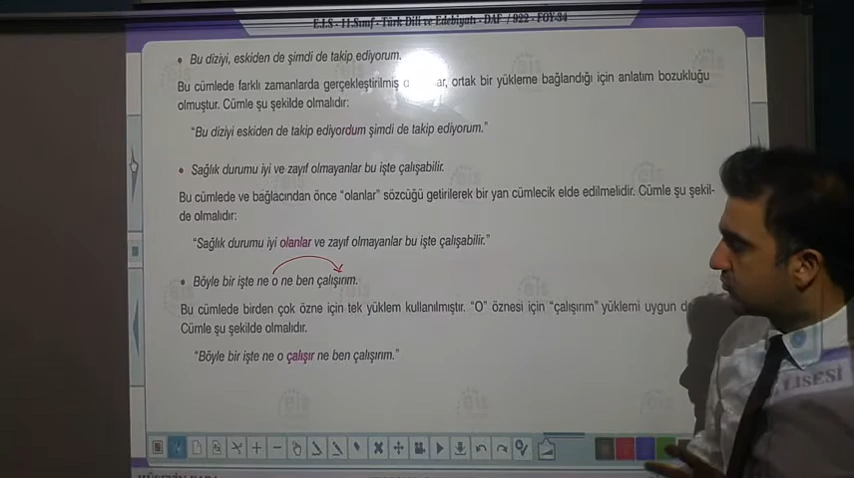 E.I.S - 11.Sınıf - Türk Dili ve Edebiyatı - DAF / 922 - FOY-34
• Bu diziyi, eskiden de şimdi de takip ediyorum.
Bu cümlede farklı zamanlarda gerçekleştirilmiş ortak bir yükleme bağlandığı için anlatım bozukluğu
olmuştur. Cümle şu şekilde olmalıdır:
"Bu diziyi eskiden de takip ediyordum şimdi de takip ediyorum."
• Sağlık durumu iyi ve zayıf olmayanlar bu işte çalışabilir.
Bu cümlede ve bağlacından önce "olanlar" sözcüğü getirilerek bir yan cümlecik elde edilmelidir. Cümle şu şekil-
de olmalıdır:
"Sağlık durumu iyi olanlar ve zayıf olmayanlar bu işte çalışabilir."
• Böyle bir işte ne o ne ben çalışırım.
Bu cümlede birden çok özne için tek yüklem kullanılmıştır. "O" öznesi için "çalışırım" yüklemi uygun
Cümle şu şekilde olmalıdır.
"Böyle bir işte ne o çalışır ne ben çalışırım."
LİSESİ